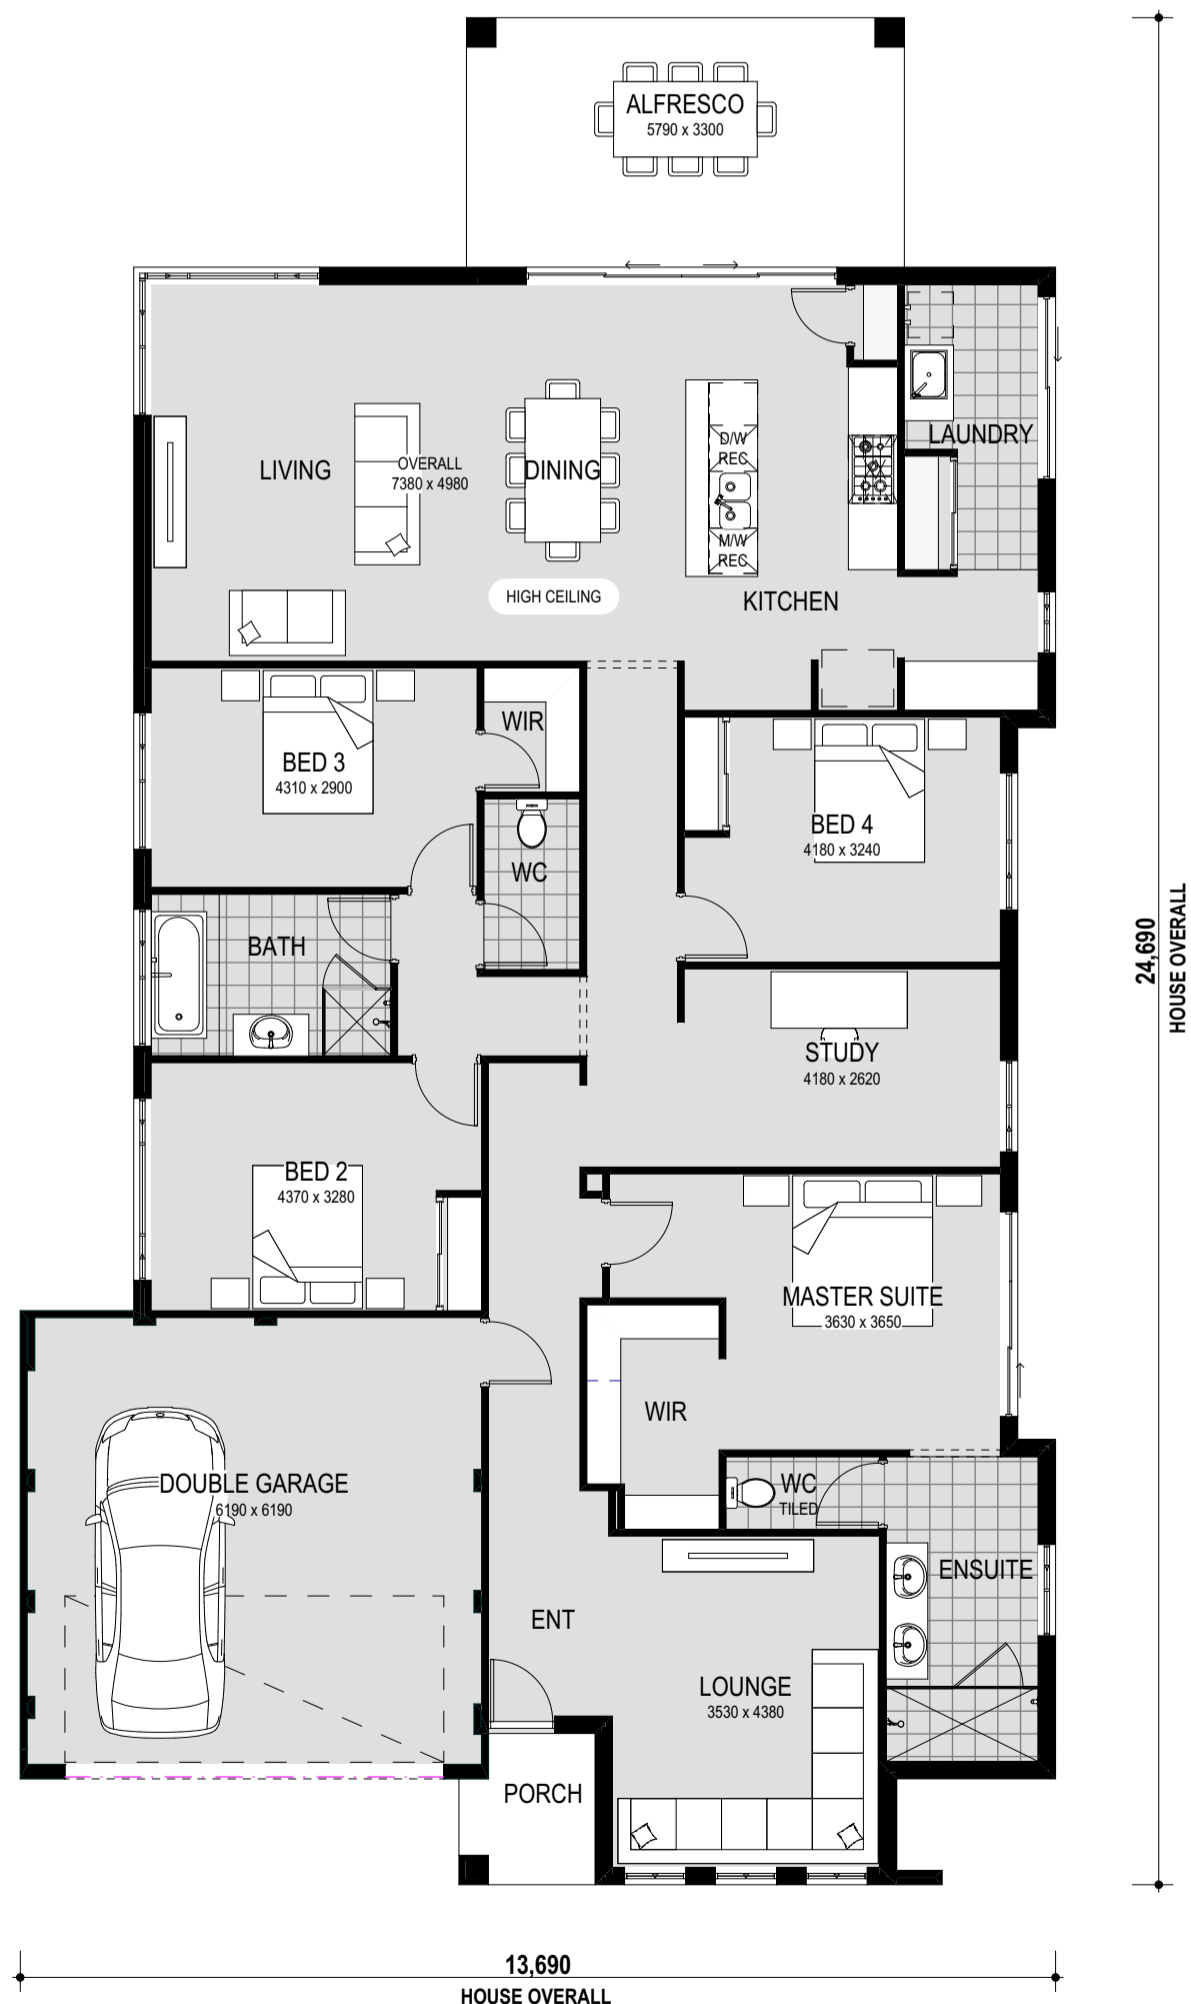 ALFRESCO
5790 x 3300
LAUNDRY
D/W
REC
LIVING
OVERALL
7380 x 4980
DINING
M/W
REC
HIGH CEILING
KITCHEN
WIR
BED 3
4310 x 2900
BED 4
4180 x 3240
WC
BATH
24,690
HOUSE OVERALL
STUDY
4180 x 2620
BED 2
4370 x 3280
MASTER SUITE
3630 x 3650
WIR
DOUBLE GARAGE
6190 x 6190
WC
TILED
ENSUITE
ENT
LOUNGE
3530 x 4380
PORCH
13,690
HOUSE OVERALL